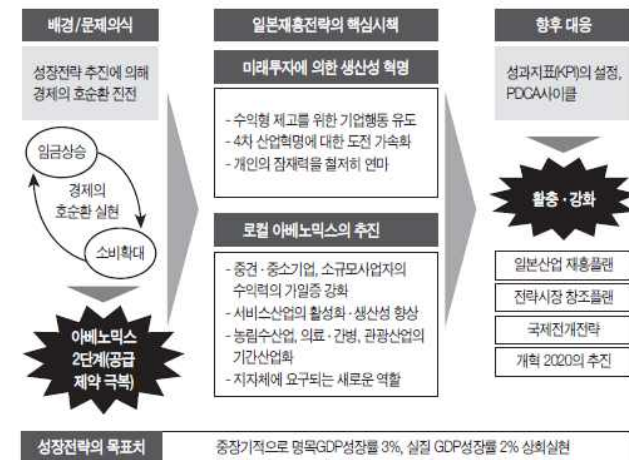 배경/문제의식
성장전략 추진에 의해
경제의 호순환 진전
임금상승
경제의
호순환 실현
소비확대
아베노믹스
2단계(공급
제약 극복)
일본재흥전략의 핵심시책
미래투자에 의한 생산성 혁명
- 수익형 제고를 위한 기업행동 유도
- 4차 산업혁명에 대한 도전 가속화
- 개인의 잠재력을 철저히 연마
로컬 아베노믹스의 추진
- 중견 · 중소기업, 소규모사업자의
수익력의 가일층 강화
- 서비스산업의 활성화 · 생산성 향상
- 농림수산업, 의료 · 간병, 관광산업의
기간산업화
- 지자체에 요구되는 새로운 역할
향후 대응
성과지표(KPI)의 설정,
PDCA사이클
활충 · 강화
일본산업 재흥플랜
전략시장 창조플랜
국제전개전략
개혁 2020의 추진
성장전략의 목표치
중장기적으로 명목GDP성장률 3%, 실질 GDP성장률 2% 상회실현